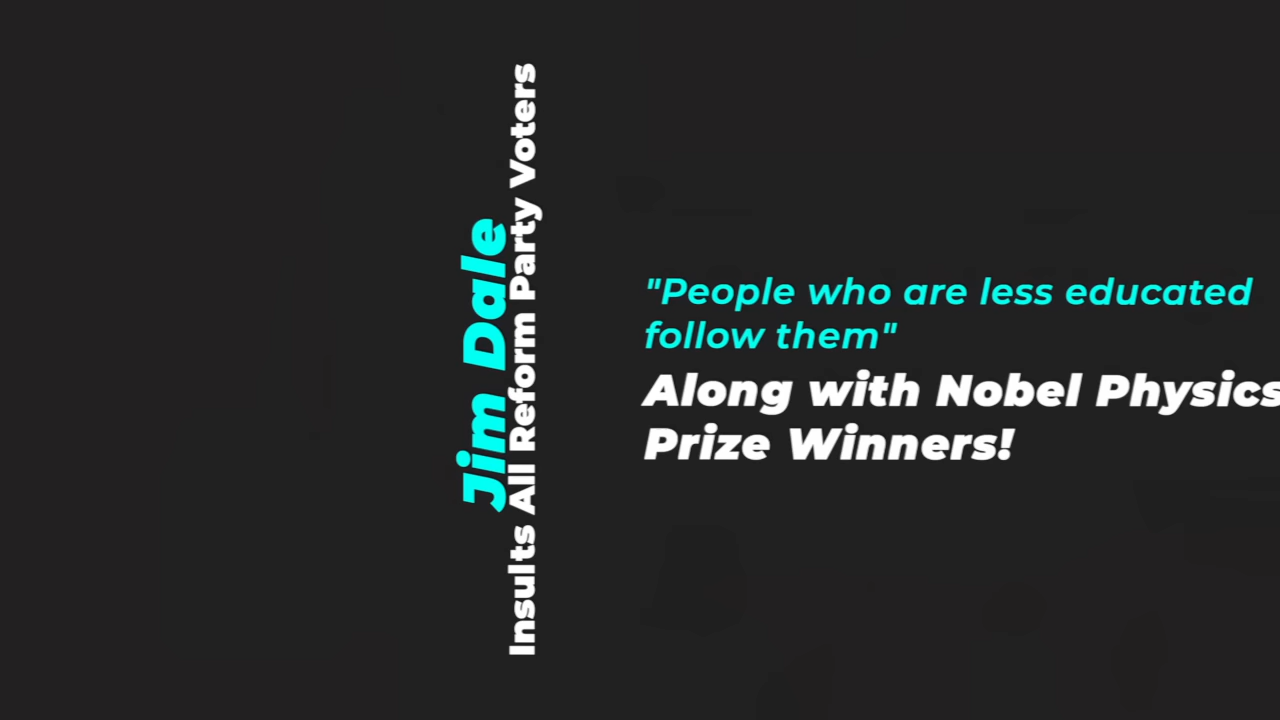 Jim Dale
Insults All Reform Party Voters
"People who are less educated
follow them"
Along with Nobel Physics
Prize Winners!